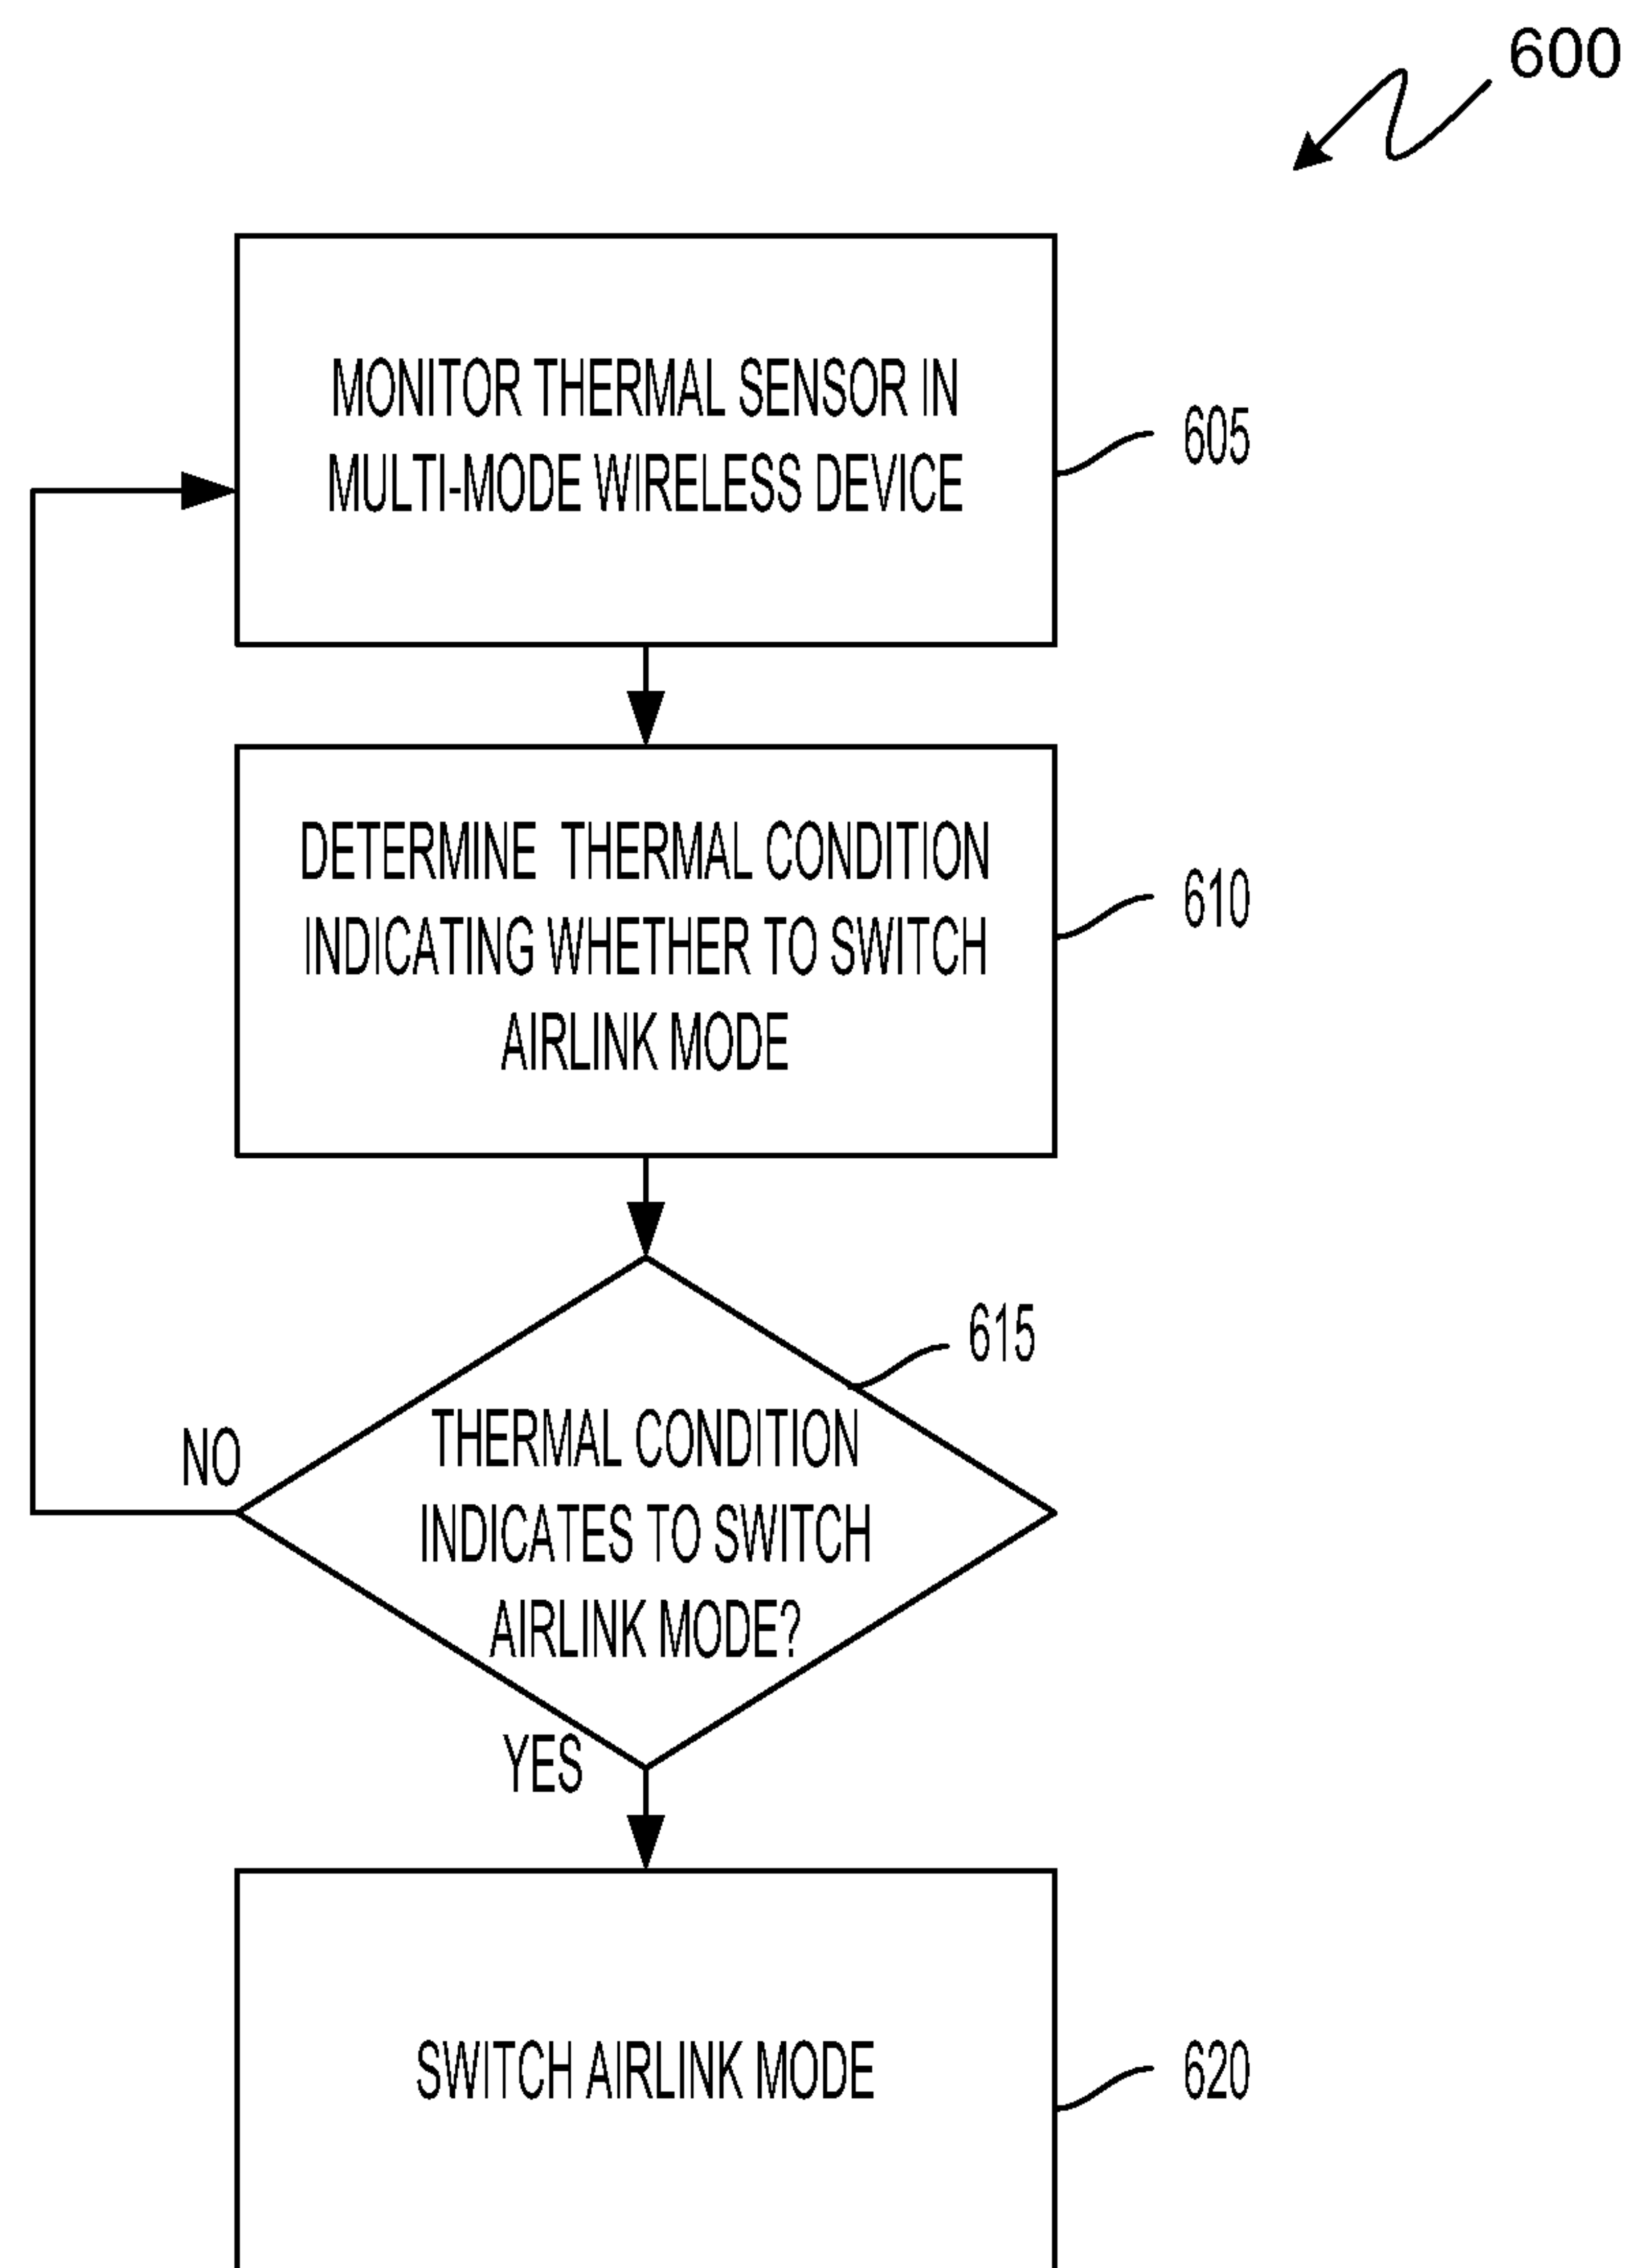 600
MONITOR THERMAL SENSOR IN
MULTI-MODE WIRELESS DEVICE
605
DETERMINE THERMAL CONDITION
INDICATING WHETHER TO SWITCH
AIRLINK MODE
610
615
THERMAL CONDITION
INDICATES TO SWITCH
AIRLINK MODE?
NO
YES
SWITCH AIRLINK MODE
620